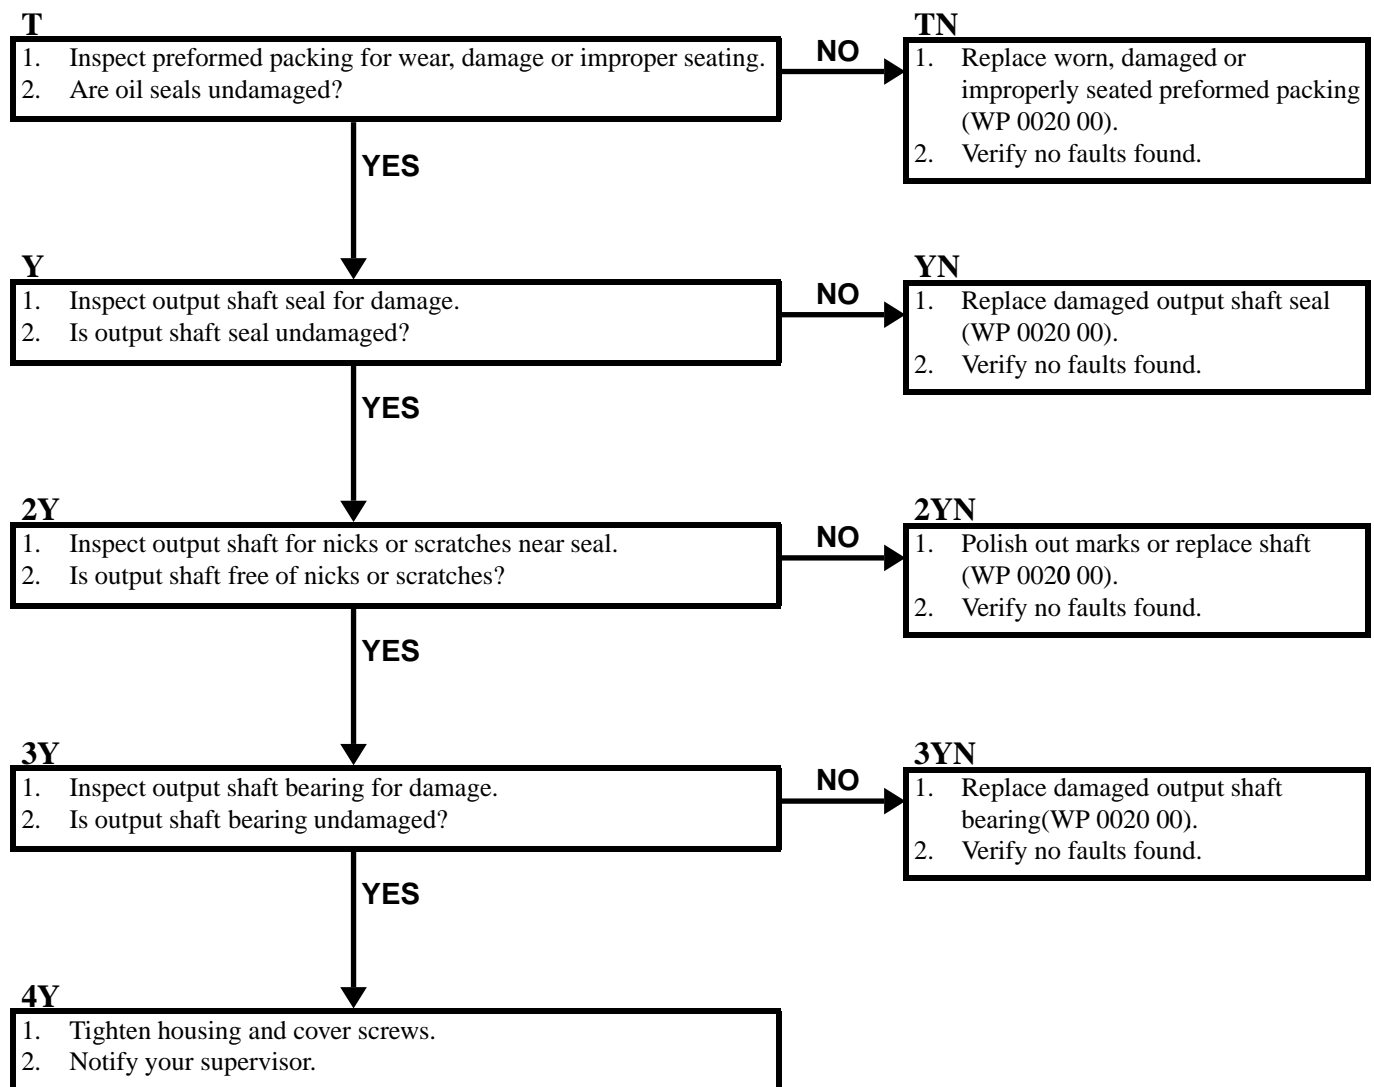 T
1. Inspect preformed packing for wear, damage or improper seating.
2. Are oil seals undamaged?
NO
TN
1. Replace worn, damaged or
improperly seated preformed packing
(WP 0020 00).
2. Verify no faults found.
YES
Y
1. Inspect output shaft seal for damage.
2. Is output shaft seal undamaged?
NO
YN
1. Replace damaged output shaft seal
(WP 0020 00).
2. Verify no faults found.
YES
2Y
1. Inspect output shaft for nicks or scratches near seal.
2. Is output shaft free of nicks or scratches?
NO
2YN
1. Polish out marks or replace shaft
(WP 0020 00).
2. Verify no faults found.
YES
3Y
1. Inspect output shaft bearing for damage.
2. Is output shaft bearing undamaged?
NO
3YN
1. Replace damaged output shaft
bearing(WP 0020 00).
2. Verify no faults found.
YES
4Y
1. Tighten housing and cover screws.
2. Notify your supervisor.